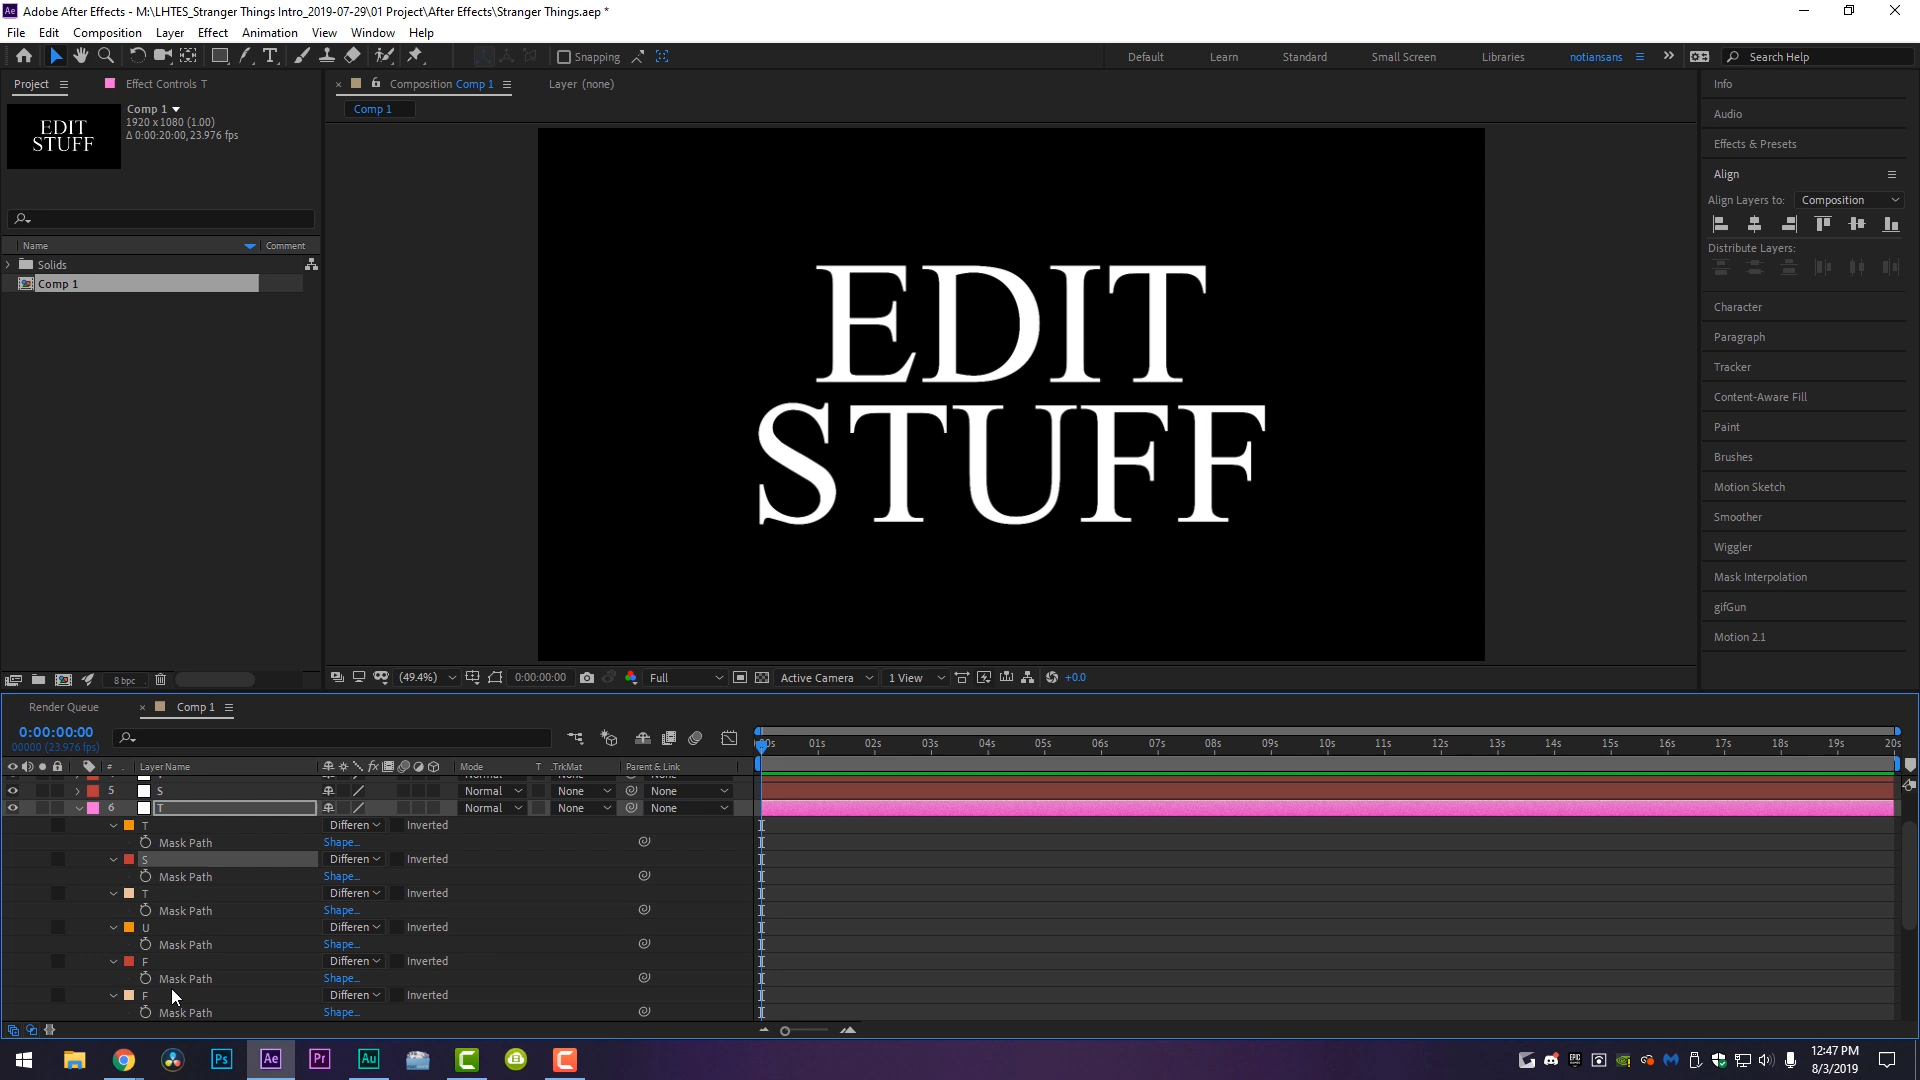 Adobe After Effects - M:\LHTES_Stranger Things Intro_2019-07-29\01 Project\After Effects\Stranger Things.aep *
File Edit Composition Layer Effect Animation View Window Help
Snapping Default Learn Standard Small Screen Libraries notiansans Search Help
Project Effect Controls T Composition Comp 1 Layer (none) Info
Comp 1
1920 x 1080 (1.00)
Δ 0:00:20:00, 23.976 fps
EDIT
STUFF
Comp 1
Audio
Effects & Presets
Align
Align Layers to: Composition
Distribute Layers:
Name Comment
Solids
Comp 1
EDIT
STUFF
Character
Paragraph
Tracker
Content-Aware Fill
Paint
Brushes
Motion Sketch
Smoother
Wiggler
Mask Interpolation
gifGun
Motion 2.1
8 bpc (49.4%) 0:00:00:00 Full Active Camera 1 View +0.0
Render Queue Comp 1
0:00:00:00
00000 (23.976 fps)
00s 01s 02s 03s 04s 05s 06s 07s 08s 09s 10s 11s 12s 13s 14s 15s 16s 17s 18s 19s 20s
# Layer Name Mode T .TrkMat Parent & Link
5 S Normal None None
6 T Normal None None
T Differen Inverted
Mask Path Shape...
S Differen Inverted
Mask Path Shape...
T Differen Inverted
Mask Path Shape...
U Differen Inverted
Mask Path Shape...
F Differen Inverted
Mask Path Shape...
F Differen Inverted
Mask Path Shape...
Ps Ae Pr Au
12:47 PM
8/3/2019